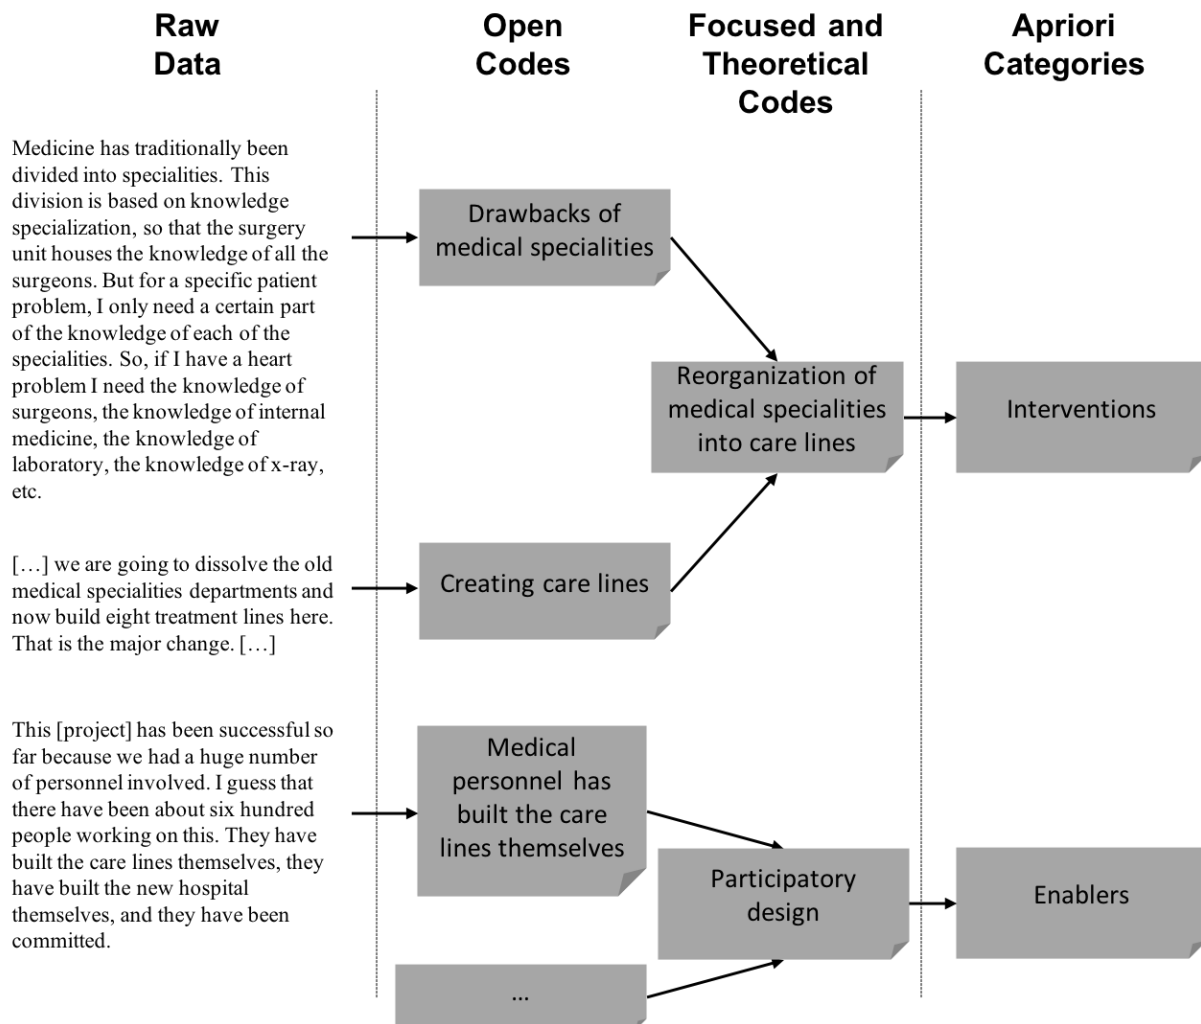 Raw
Data
Open
Codes
Focused and
Theoretical
Codes
Apriori
Categories
Medicine has traditionally been
divided into specialities. This
division is based on knowledge
specialization, so that the surgery
unit houses the knowledge of all the
surgeons. But for a specific patient
problem, I only need a certain part
of the knowledge of each of the
specialities. So, if I have a heart
problem I need the knowledge of
surgeons, the knowledge of internal
medicine, the knowledge of
laboratory, the knowledge of x-ray,
etc.
Drawbacks of
medical specialities
Reorganization of
medical specialities
into care lines
Interventions
[…] we are going to dissolve the old
medical specialities departments and
now build eight treatment lines here.
That is the major change. […]
Creating care lines
This [project] has been successful so
far because we had a huge number
of personnel involved. I guess that
there have been about six hundred
people working on this. They have
built the care lines themselves, they
have built the new hospital
themselves, and they have been
committed.
Medical
personnel has
built the care
lines themselves
Participatory
design
Enablers
...